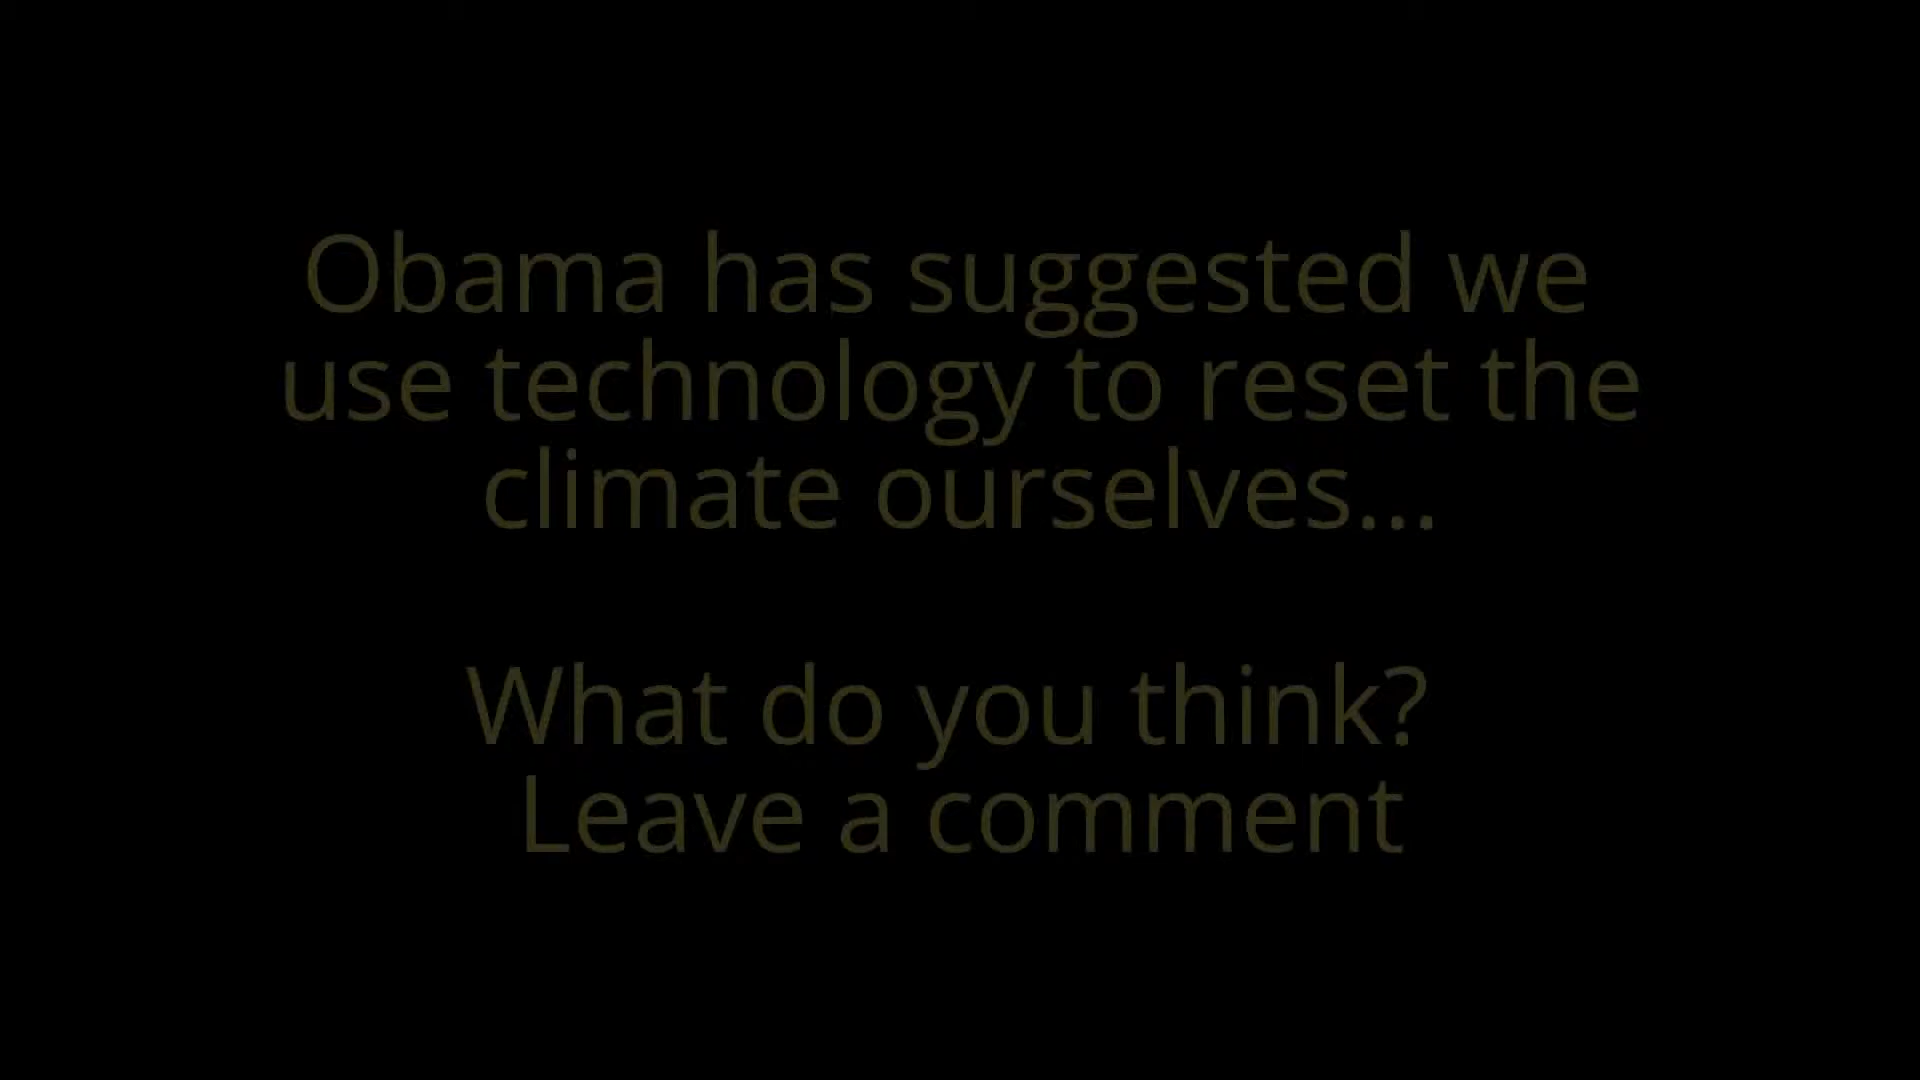 Obama has suggested we
use technology to reset the
climate ourselves...
What do you think?
Leave a comment